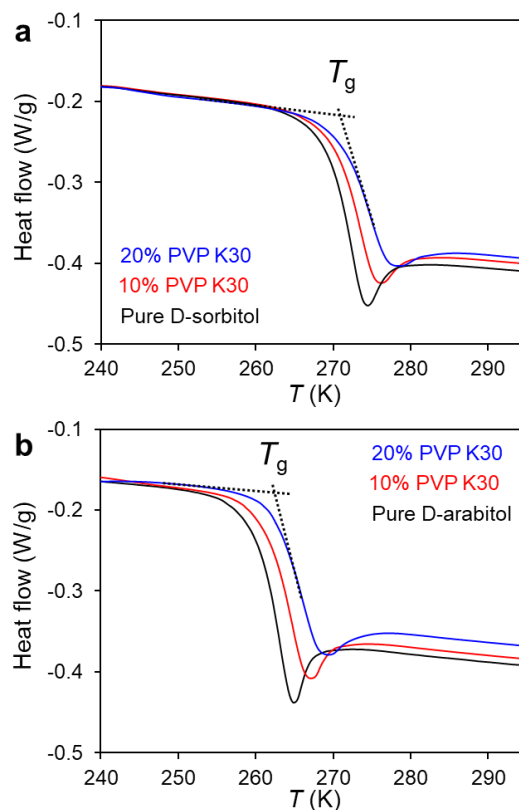 a
-0.1
-0.2
-0.3
-0.4
-0.5
Heat flow (W/g)
Tg
20% PVP K30
10% PVP K30
Pure D-sorbitol
240 250 260 270 280 290
T (K)
b
-0.1
-0.2
-0.3
-0.4
-0.5
Heat flow (W/g)
Tg
20% PVP K30
10% PVP K30
Pure D-arabitol
240 250 260 270 280 290
T (K)